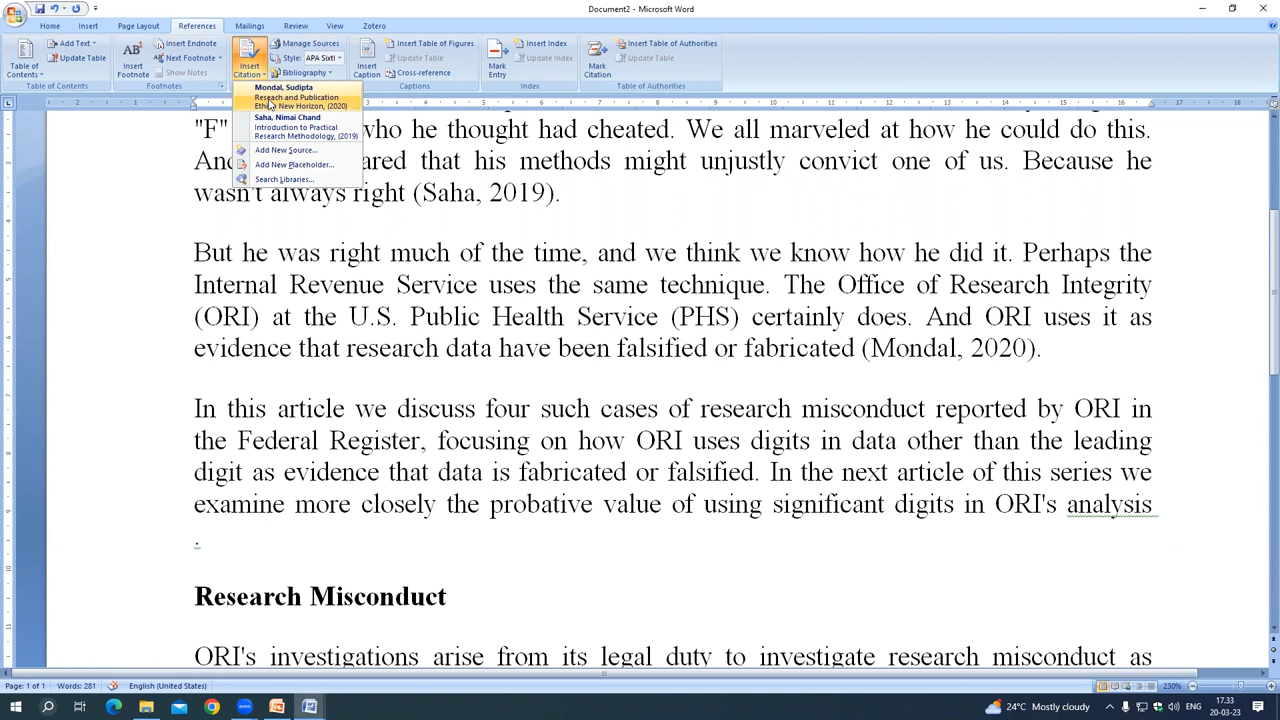 Document2 - Microsoft Word
Home Insert Page Layout References Mailings Review View Zotero
Table of Contents
Add Text
Update Table
Table of Contents
AB
Insert Footnote
Insert Endnote
Next Footnote
Show Notes
Footnotes
Insert Citation
Manage Sources
Style: APA Sixtl
Bibliography
Insert Caption
Insert Table of Figures
Update Table
Cross-reference
Captions
Mark Entry
Insert Index
Update Index
Index
Mark Citation
Insert Table of Authorities
Update Table
Table of Authorities
Mondal, Sudipta
Reseach and Publication
New Horizon, (2020)
Saha, Nimai Chand
Introduction to Practical
Research Methodology, (2019)
Add New Source...
Add New Placeholder...
Search Libraries...
"F" who he thought had cheated. We all marveled at how he could do this.
And that his methods might unjustly convict one of us. Because he
wasn't always right (Saha, 2019).
But he was right much of the time, and we think we know how he did it. Perhaps the
Internal Revenue Service uses the same technique. The Office of Research Integrity
(ORI) at the U.S. Public Health Service (PHS) certainly does. And ORI uses it as
evidence that research data have been falsified or fabricated (Mondal, 2020).
In this article we discuss four such cases of research misconduct reported by ORI in
the Federal Register, focusing on how ORI uses digits in data other than the leading
digit as evidence that data is fabricated or falsified. In the next article of this series we
examine more closely the probative value of using significant digits in ORI's analysis
.
Research Misconduct
ORI's investigations arise from its legal duty to investigate research misconduct as
Page: 1 of 1 Words: 281 English (United States) 230%
24°C Mostly cloudy ENG 17.33
20-03-23